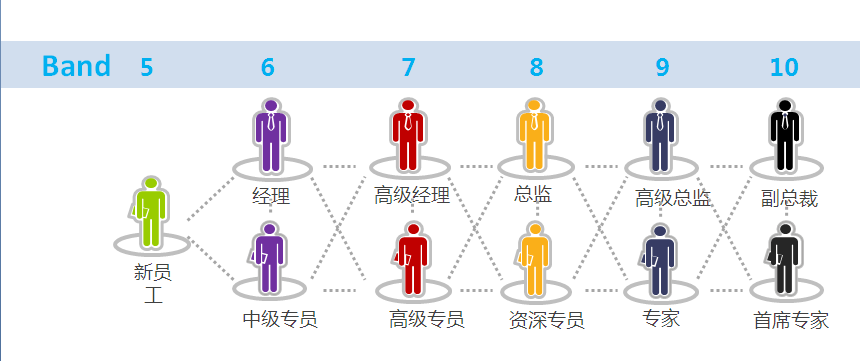 Band 5 6 7 8 9 10
经理 高级经理 总监 高级总监 副总裁
新员
工
中级专员 高级专员 资深专员 专家 首席专家